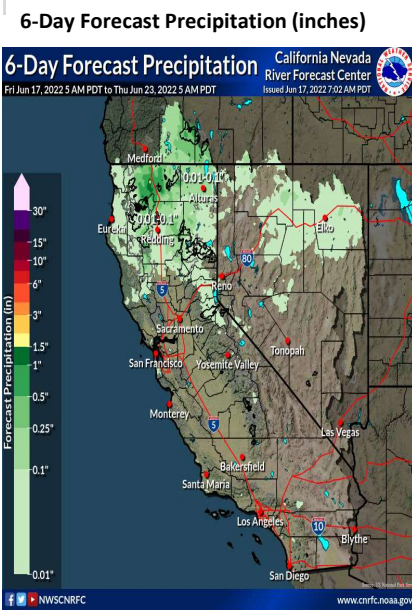 6-Day Forecast Precipitation (inches)
6-Day Forecast Precipitation
California Nevada
River Forecast Center
Fri Jun 17, 2022 5 AM PDT to Thu Jun 23, 2022 5 AM PDT
Issued Jun 17, 2022 7:02 AM PDT
Medford
0.01-0.1"
Alturas
0.01-0.1"
Eureka
Redding
Elko
80
Reno
5
Sacramento
San Francisco
Yosemite Valley
Tonopah
Monterey
5
Las Vegas
Bakersfield
Santa Maria
Los Angeles
10
Blythe
San Diego
Forecast Precipitation (in)
30"
15"
10"
6"
3"
1.5"
1"
0.5"
0.25"
0.1"
0.01"
NWSCNRFC
www.cnrfc.noaa.gov